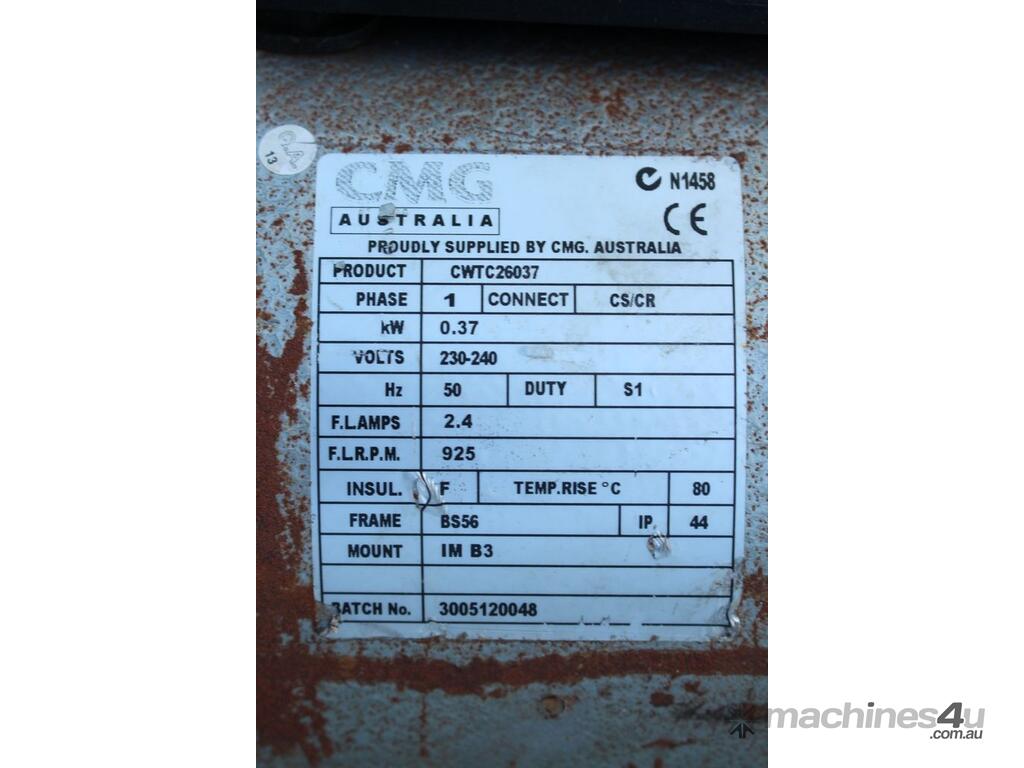 Q.A
13
CMG
AUSTRALIA
N1458
CE
PROUDLY SUPPLIED BY CMG. AUSTRALIA
PRODUCT CWTC26037
PHASE 1 CONNECT CS/CR
kW 0.37
VOLTS 230-240
Hz 50 DUTY S1
F.L.AMPS 2.4
F.L.R.P.M. 925
INSUL. F TEMP.RISE °C 80
FRAME BS56 IP 44
MOUNT IM B3
BATCH No. 3005120048
machines4u
.com.au